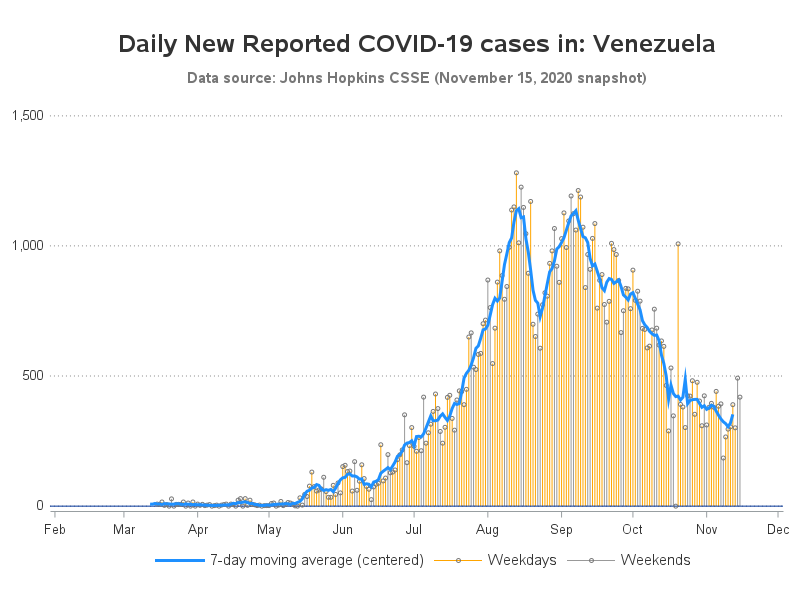 Daily New Reported COVID-19 cases in: Venezuela
Data source: Johns Hopkins CSSE (November 15, 2020 snapshot)
1,500
1,000
500
0
Feb Mar Apr May Jun Jul Aug Sep Oct Nov Dec
7-day moving average (centered) Weekdays Weekends